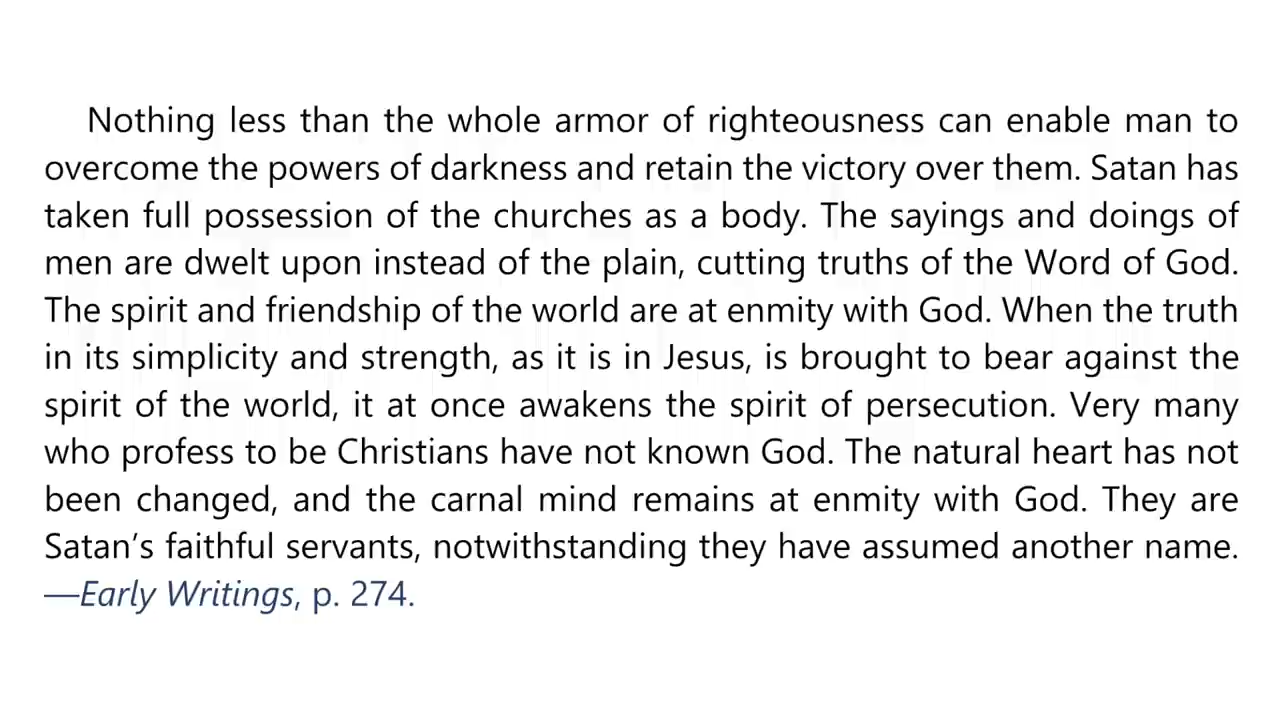 Nothing less than the whole armor of righteousness can enable man to
overcome the powers of darkness and retain the victory over them. Satan has
taken full possession of the churches as a body. The sayings and doings of
men are dwelt upon instead of the plain, cutting truths of the Word of God.
The spirit and friendship of the world are at enmity with God. When the truth
in its simplicity and strength, as it is in Jesus, is brought to bear against the
spirit of the world, it at once awakens the spirit of persecution. Very many
who profess to be Christians have not known God. The natural heart has not
been changed, and the carnal mind remains at enmity with God. They are
Satan’s faithful servants, notwithstanding they have assumed another name.
—Early Writings, p. 274.